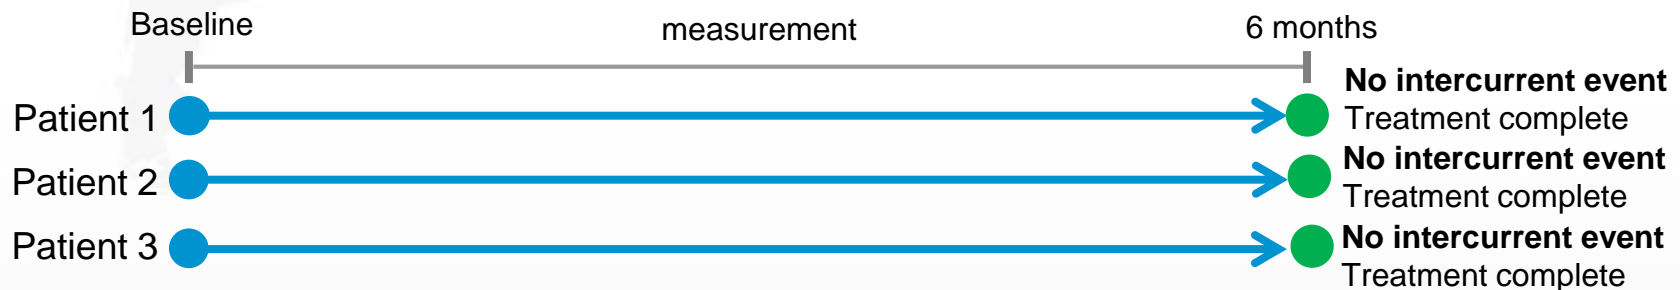 Baseline
measurement
6 months
Patient 1
No intercurrent event
Treatment complete
Patient 2
No intercurrent event
Treatment complete
Patient 3
No intercurrent event
Treatment complete